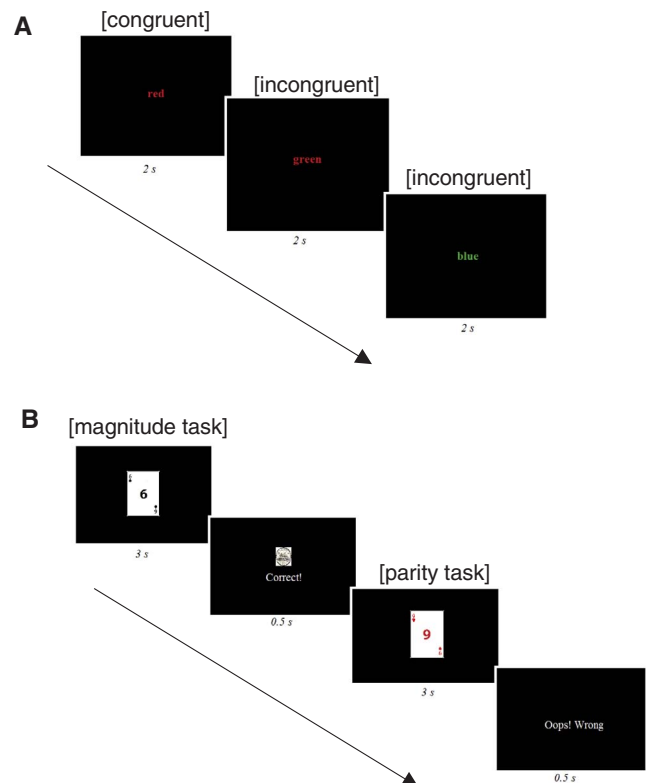 A
[congruent]
red
2 s
[incongruent]
green
2 s
[incongruent]
blue
2 s
B
[magnitude task]
6
3 s
Correct!
0.5 s
[parity task]
9
3 s
Oops! Wrong
0.5 s